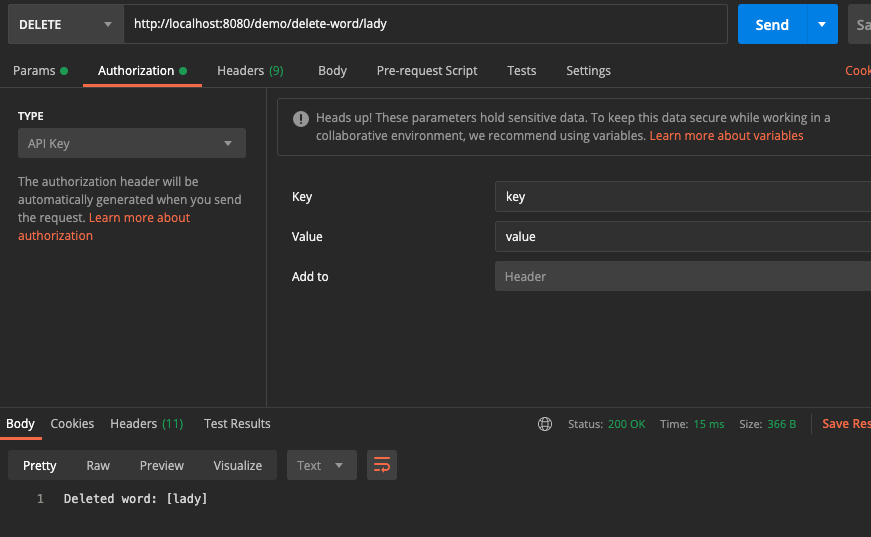 DELETE http://localhost:8080/demo/delete-word/lady Send Sa
Params Authorization Headers (9) Body Pre-request Script Tests Settings Cook
TYPE
API Key
The authorization header will be
automatically generated when you send
the request. Learn more about
authorization
Heads up! These parameters hold sensitive data. To keep this data secure while working in a
collaborative environment, we recommend using variables. Learn more about variables
Key key
Value value
Add to Header
Body Cookies Headers (11) Test Results Status: 200 OK Time: 15 ms Size: 366 B Save Res
Pretty Raw Preview Visualize Text
1 Deleted word: [lady]